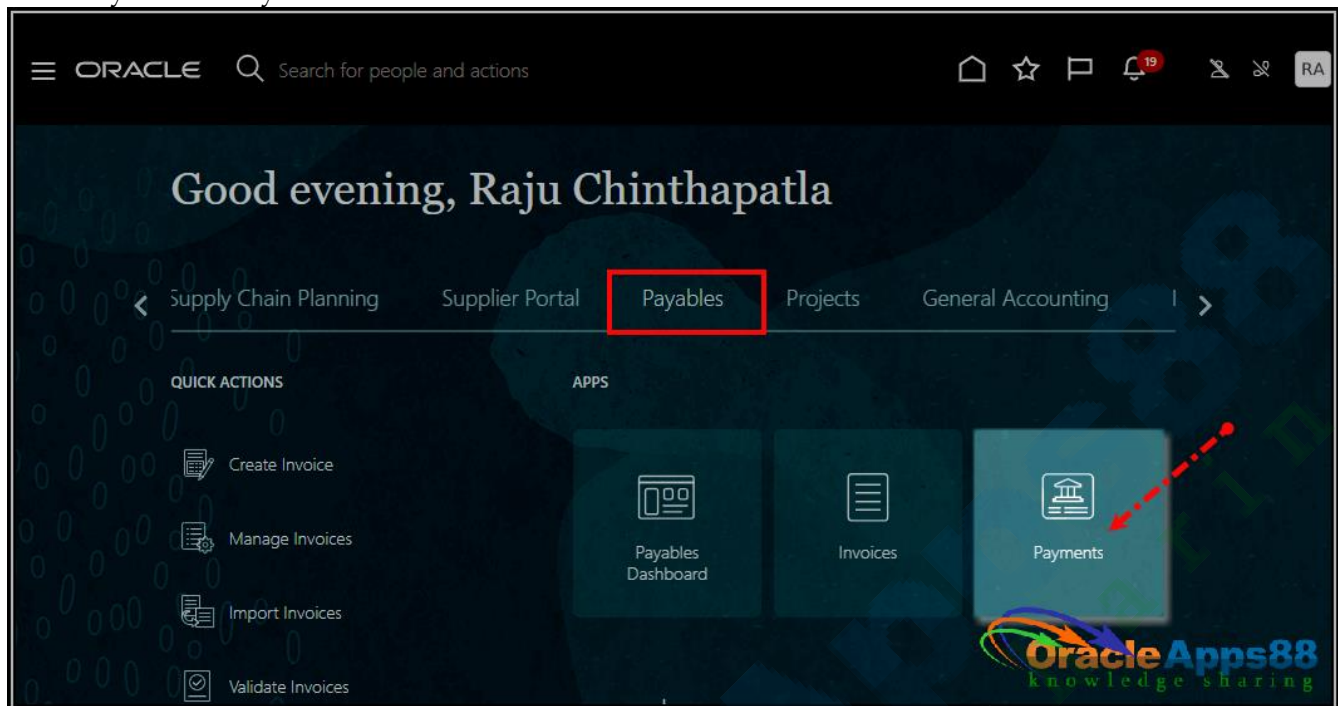 ORACLE Search for people and actions 19 RA
Good evening, Raju Chinthapatla
Supply Chain Planning Supplier Portal Payables Projects General Accounting
QUICK ACTIONS APPS
Create Invoice
Manage Invoices
Payables Dashboard
Invoices
Payments
Import Invoices
Validate Invoices
OracleApps88
knowledge sharing